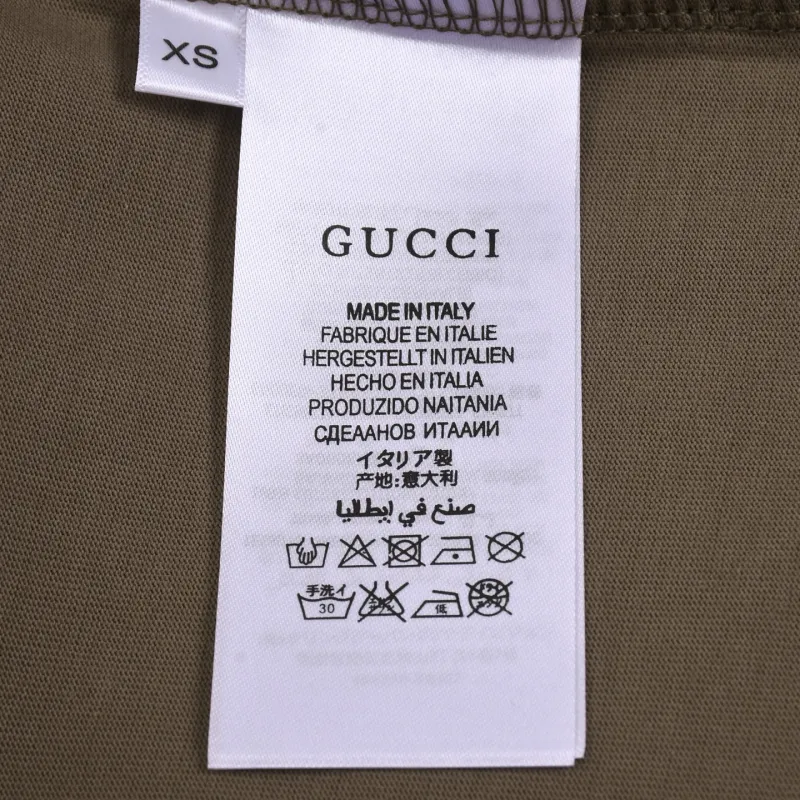 XS
GUCCI
MADE IN ITALY
FABRIQUE EN ITALIE
HERGESTELLT IN ITALIEN
HECHO EN ITALIA
PRODUZIDO NAITANIA
СДЕААНОВ ИТААИИ
イタリア製
产地:意大利
صنع في ايطاليا
手洗イ
30
低